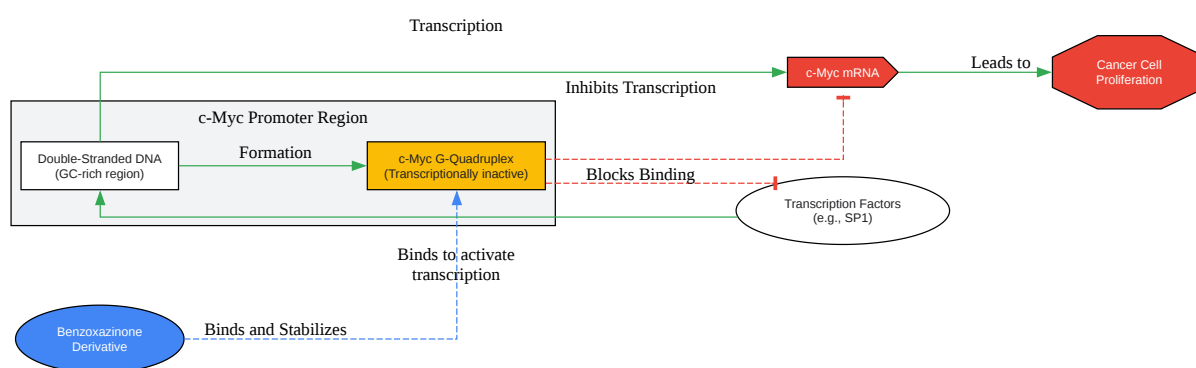 Transcription
c-Myc mRNA
Leads to
Cancer Cell
Proliferation
Inhibits Transcription
c-Myc Promoter Region
Double-Stranded DNA
(GC-rich region)
Formation
c-Myc G-Quadruplex
(Transcriptionally inactive)
Blocks Binding
Transcription Factors
(e.g., SP1)
Binds to activate
transcription
Benzoxazinone
Derivative
Binds and Stabilizes